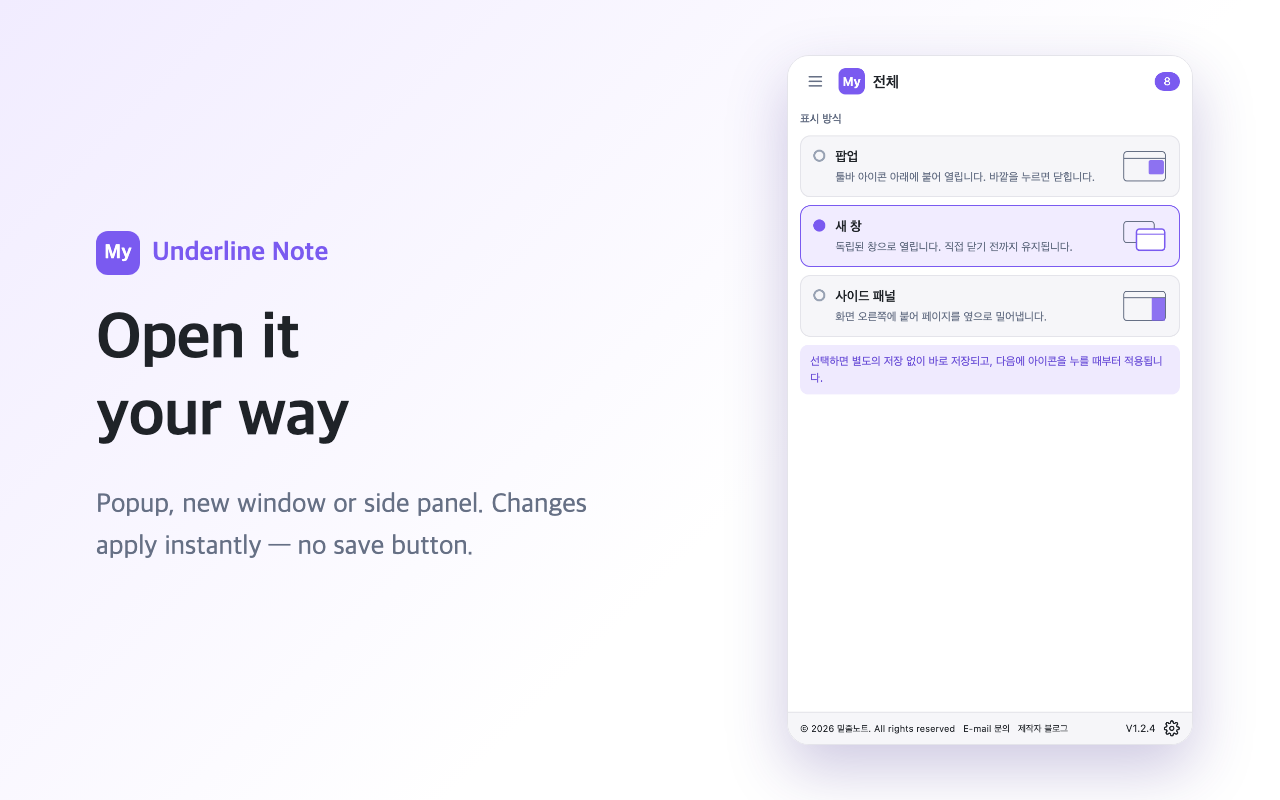 My Underline Note
Open it
your way
Popup, new window or side panel. Changes
apply instantly — no save button.
My 전체 8
표시 방식
팝업
툴바 아이콘 아래에 붙어 열립니다. 바깥을 누르면 닫힙니다.
새 창
독립된 창으로 열립니다. 직접 닫기 전까지 유지됩니다.
사이드 패널
화면 오른쪽에 붙어 페이지를 옆으로 밀어냅니다.
선택하면 별도의 저장 없이 바로 저장되고, 다음에 아이콘을 누를 때부터 적용됩니
다.
© 2026 밑줄노트. All rights reserved E-mail 문의 제작자 블로그 V1.2.4